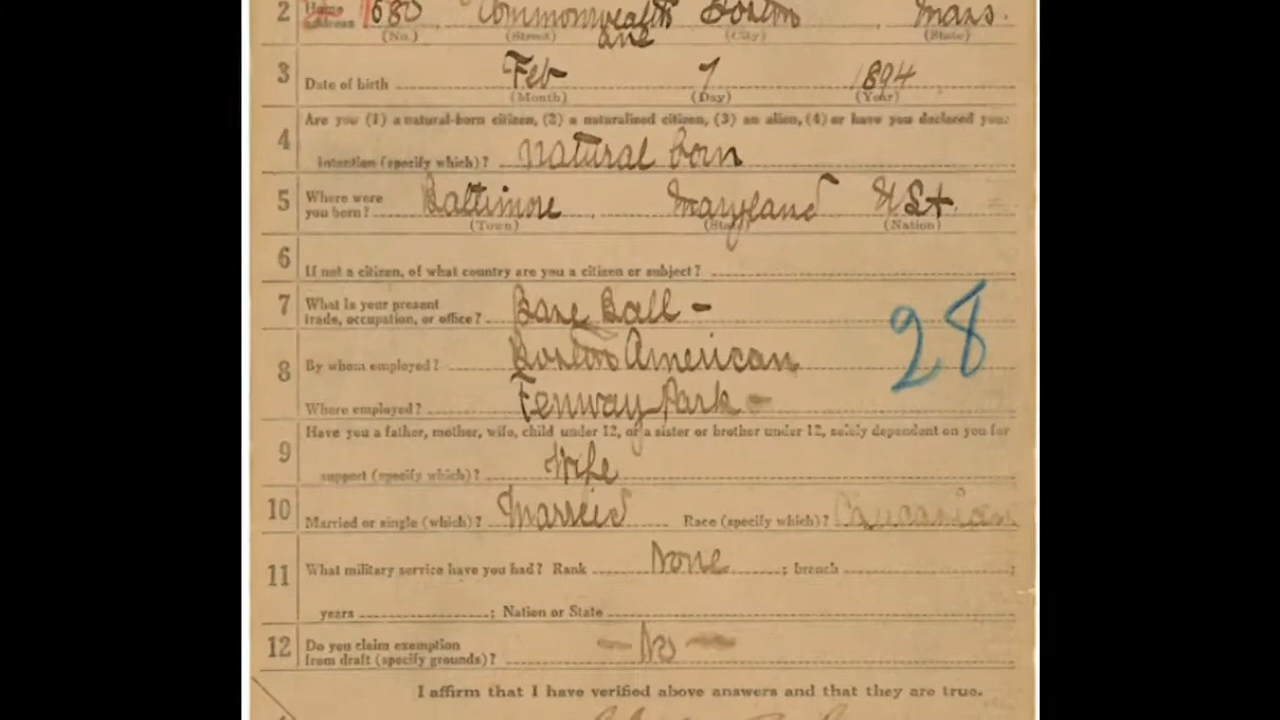 2 Home address 1680 Commonwealth Ave Boston, Mass.
(No.) (Street) (City) (State)
3 Date of birth Feb 7 1894
(Month) (Day) (Year)
4 Are you (1) a natural-born citizen, (2) a naturalized citizen, (3) an alien, (4) or have you declared your
intention (specify which)? natural born
5 Where were you born? Baltimore, Maryland USA
(Town) (State) (Nation)
6 If not a citizen, of what country are you a citizen or subject?
7 What is your present trade, occupation, or office? Base Ball -
28
8 By whom employed? Boston American
Where employed? Fenway Park -
9 Have you a father, mother, wife, child under 12, or a sister or brother under 12, solely dependent on you for
support (specify which)? Wife
10 Married or single (which)? Married Race (specify which)? Caucasian
11 What military service have you had? Rank None ; branch ;
years ; Nation or State
12 Do you claim exemption from draft (specify grounds)? - No -
I affirm that I have verified above answers and that they are true.